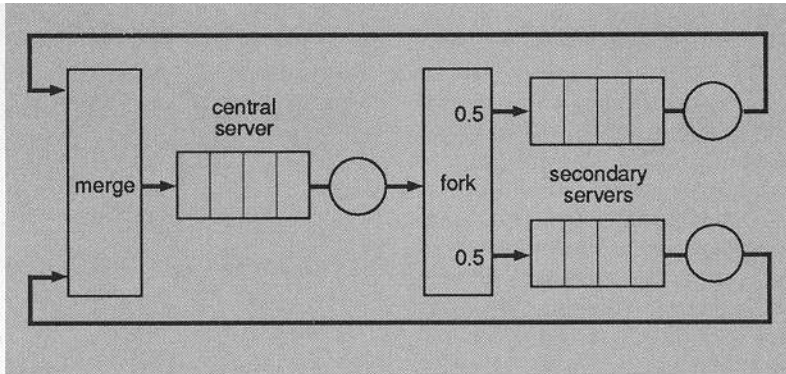 central
server
0.5
merge
fork
secondary
servers
0.5